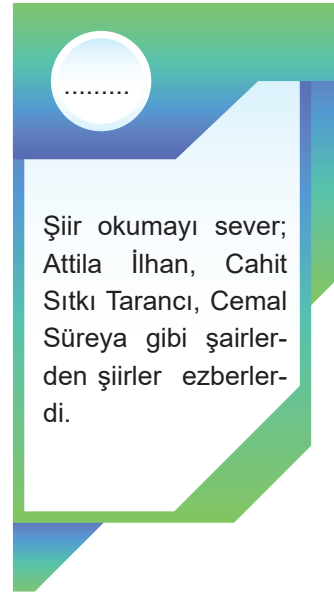 .........
Şiir okumayı sever;
Attila İlhan, Cahit
Sıtkı Tarancı, Cemal
Süreya gibi şairler-
den şiirler ezberler-
di.